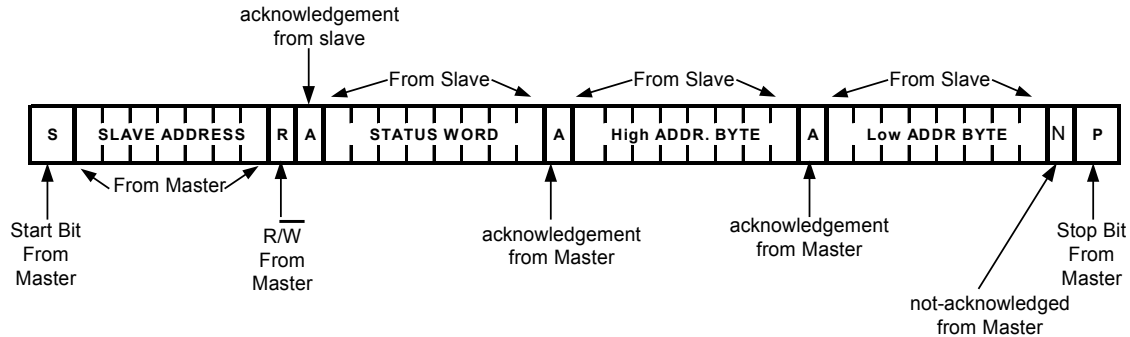 acknowledgement
from slave
From Slave
From Slave
From Slave
S SLAVE ADDRESS R A STATUS WORD A High ADDR. BYTE A Low ADDR BYTE N P
From Master
Start Bit
From
Master
R/W
From
Master
acknowledgement
from Master
acknowledgement
from Master
Stop Bit
From
Master
not-acknowledged
from Master